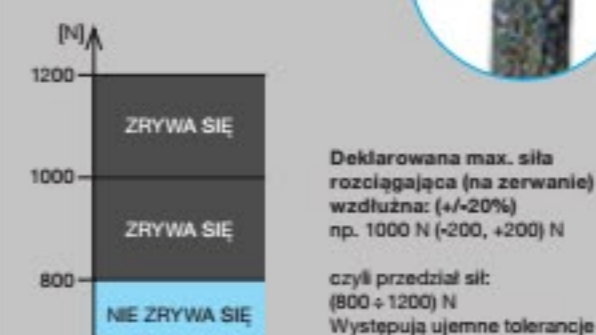 [N]
1200
ZRYWA SIĘ
1000
ZRYWA SIĘ
800
NIE ZRYWA SIĘ
Deklarowana max. siła
rozciągająca (na zerwanie)
wzdłużna: (+/-20%)
np. 1000 N (-200, +200) N
czyli przedział sił:
(800 ÷ 1200) N
Występują ujemne tolerancje